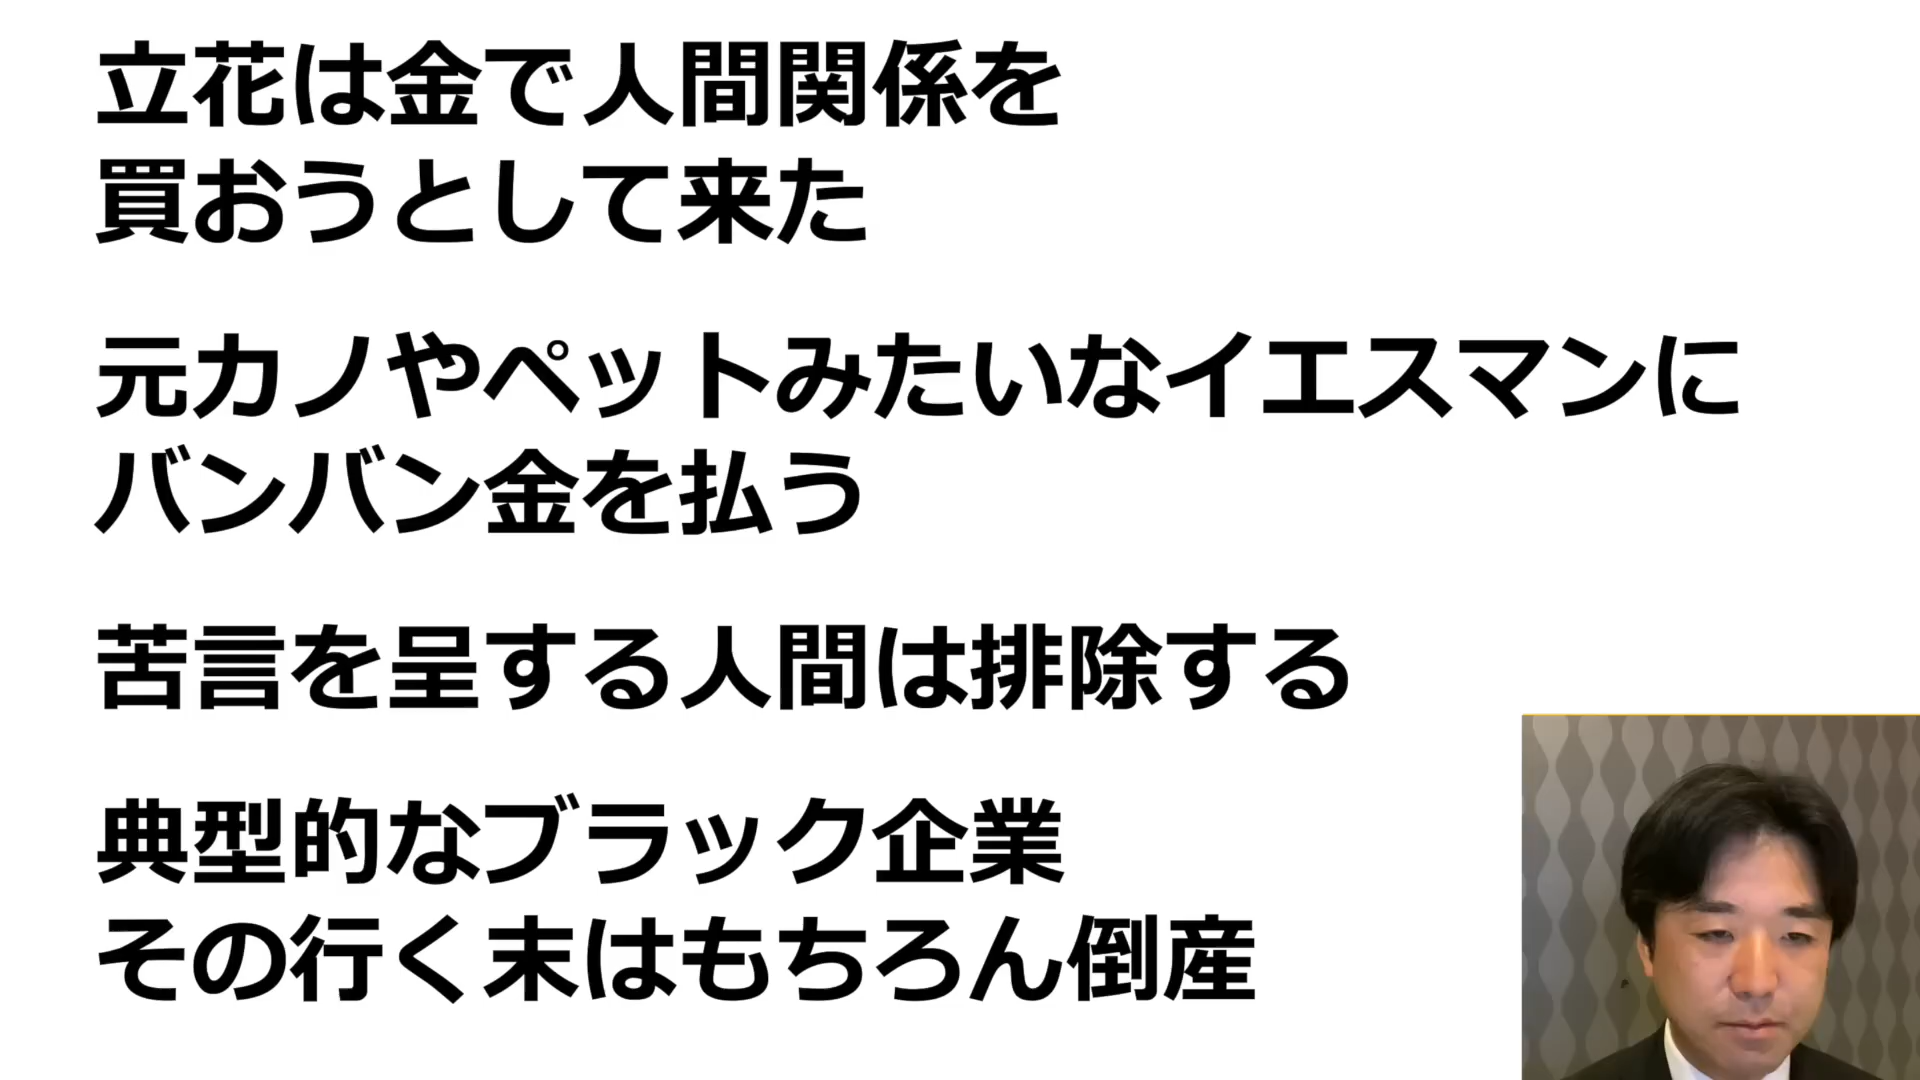 立花は金で人間関係を
買おうとして来た
元カノやペットみたいなイエスマンに
バンバン金を払う
苦言を呈する人間は排除する
典型的なブラック企業
その行く末はもちろん倒産